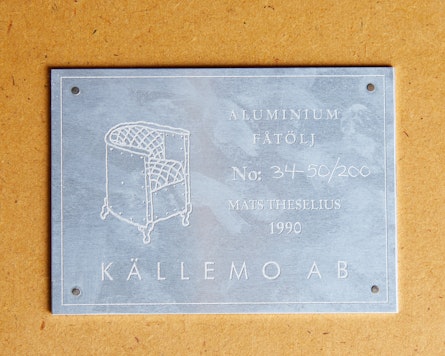 ALUMINIUM
FÅTÖLJ
No: 34-50/200
MATS THESELIUS
1990
KÄLLEMO AB